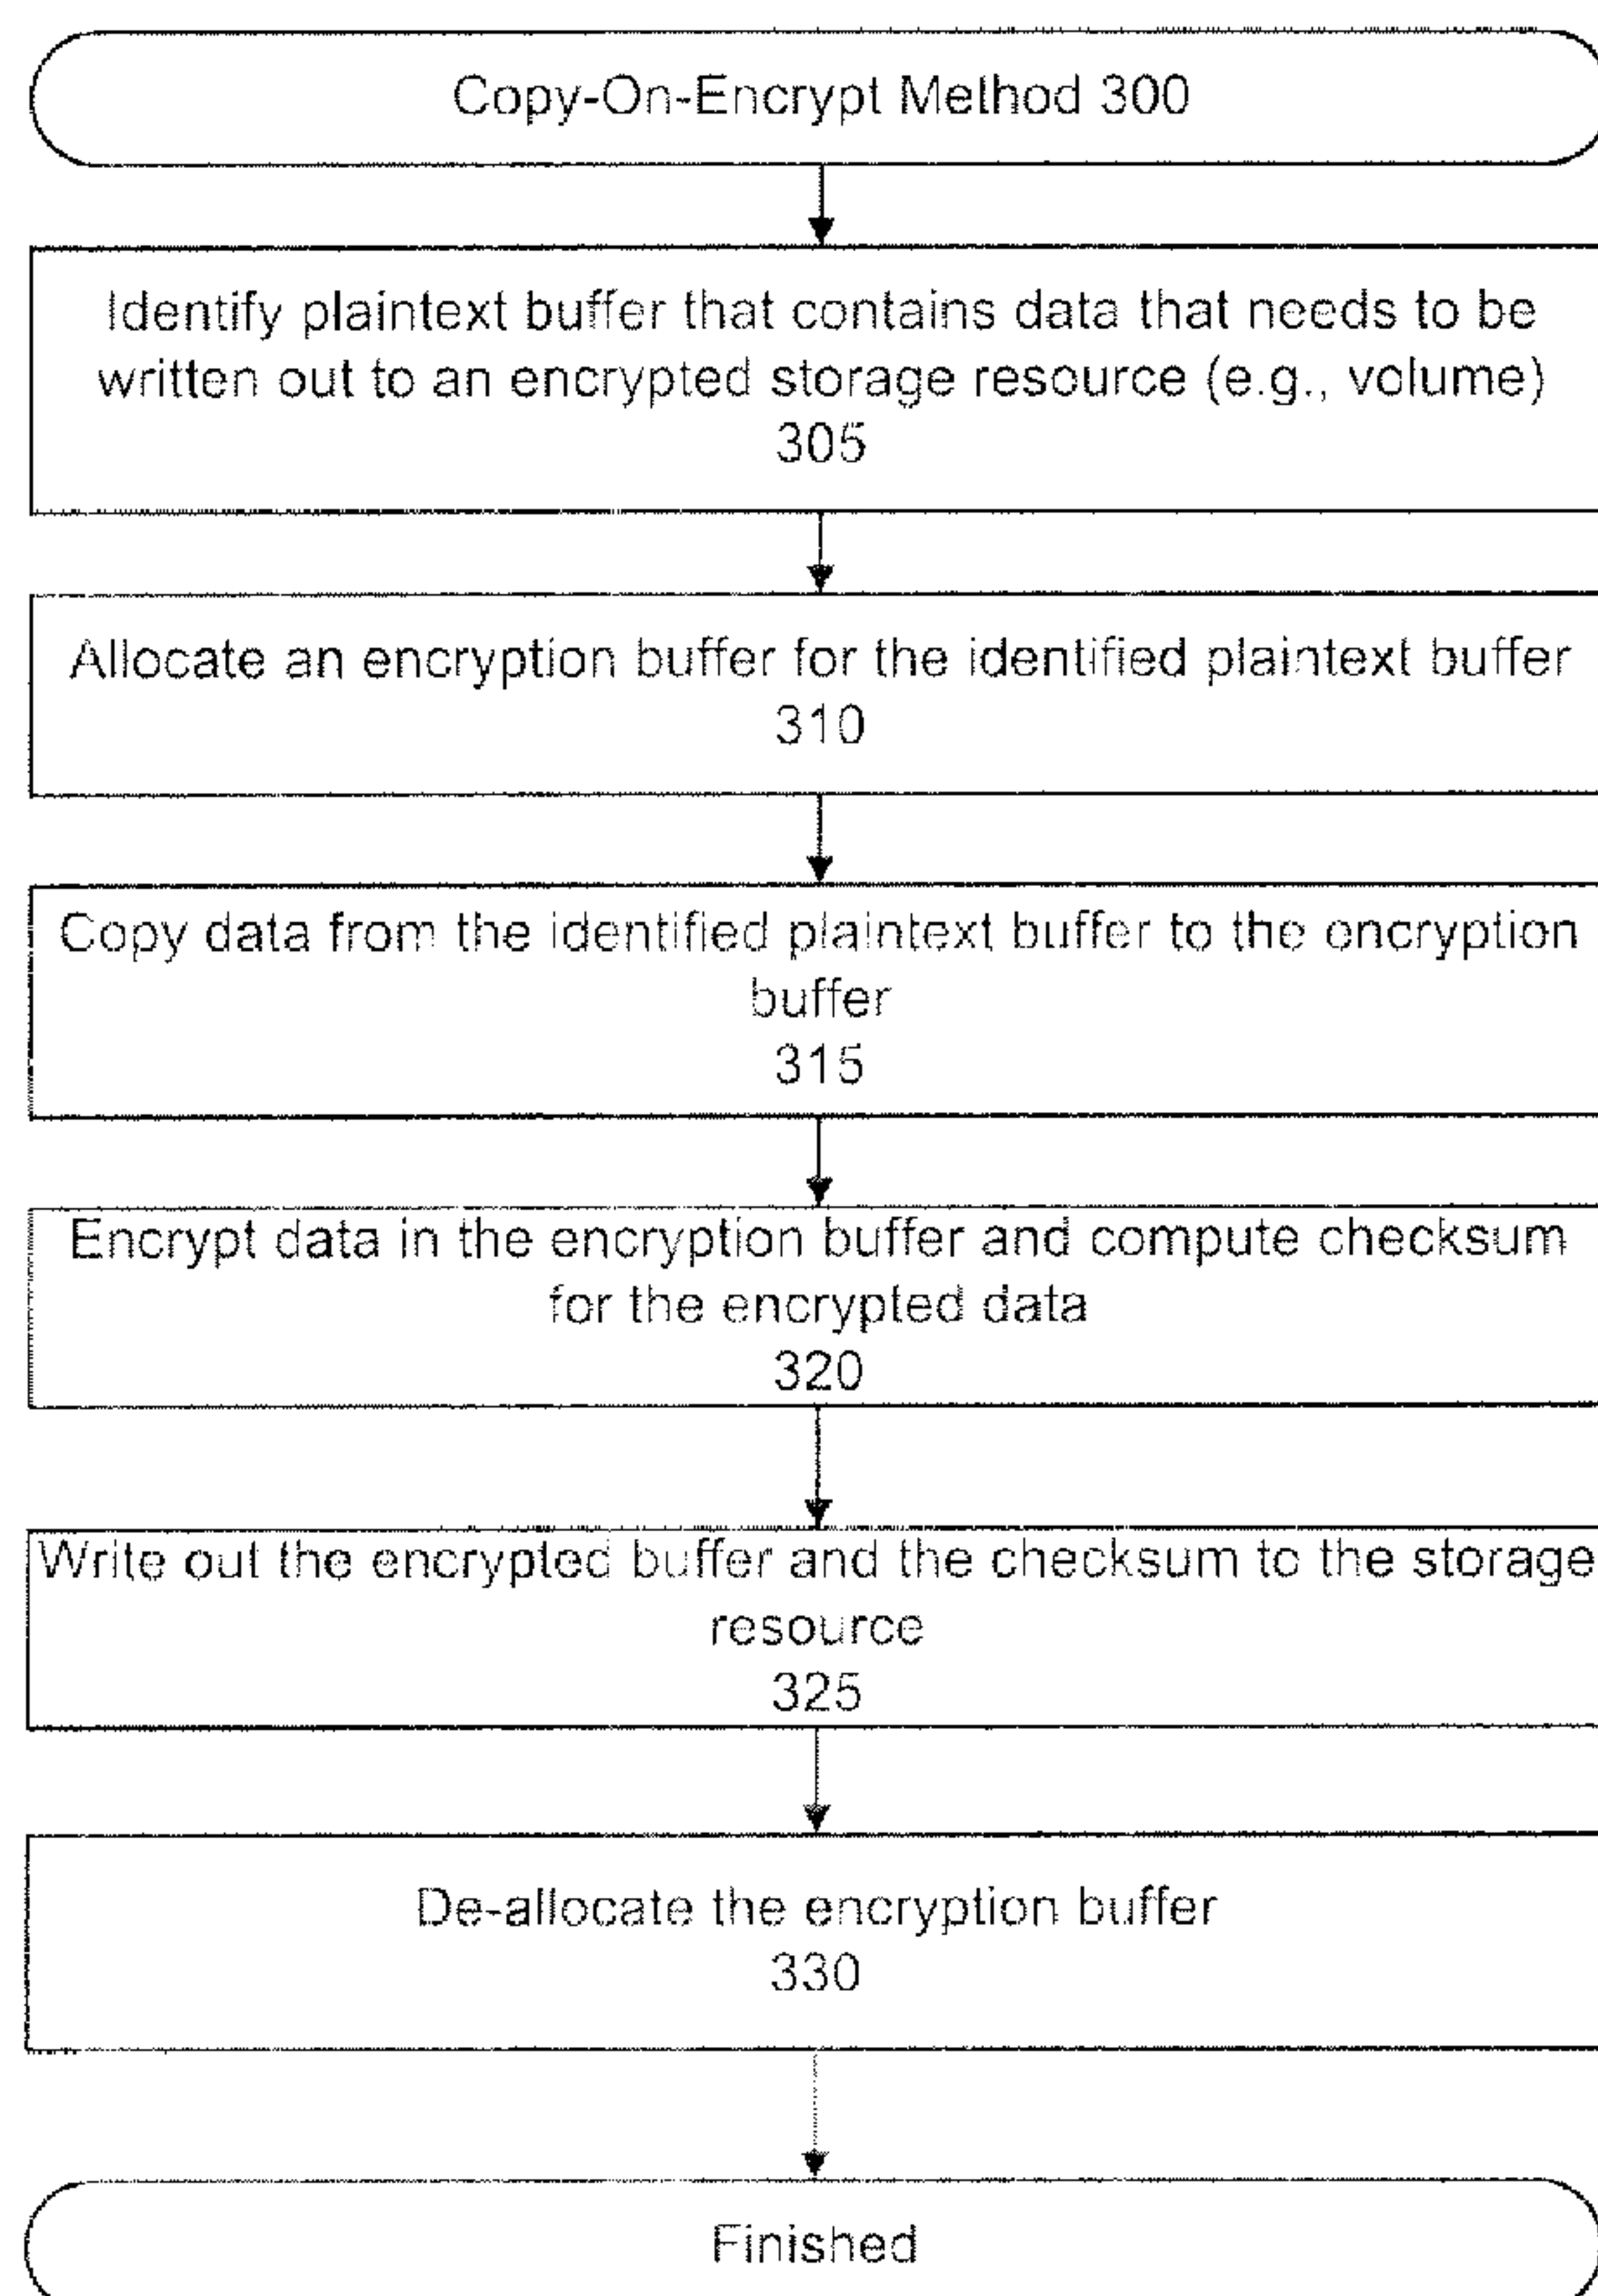 Copy-On-Encrypt Method 300
Identify plaintext buffer that contains data that needs to be
written out to an encrypted storage resource (e.g., volume)
305
Allocate an encryption buffer for the identified plaintext buffer
310
Copy data from the identified plaintext buffer to the encryption
buffer
315
Encrypt data in the encryption buffer and compute checksum
for the encrypted data
320
Write out the encrypted buffer and the checksum to the storage
resource
325
De-allocate the encryption buffer
330
Finished